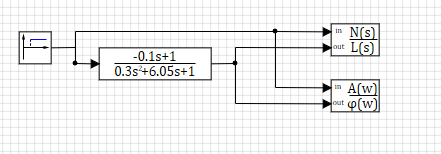 in N(s)
out L(s)
-0.1s+1
0.3s²+6.05s+1
in A(w)
out φ(w)